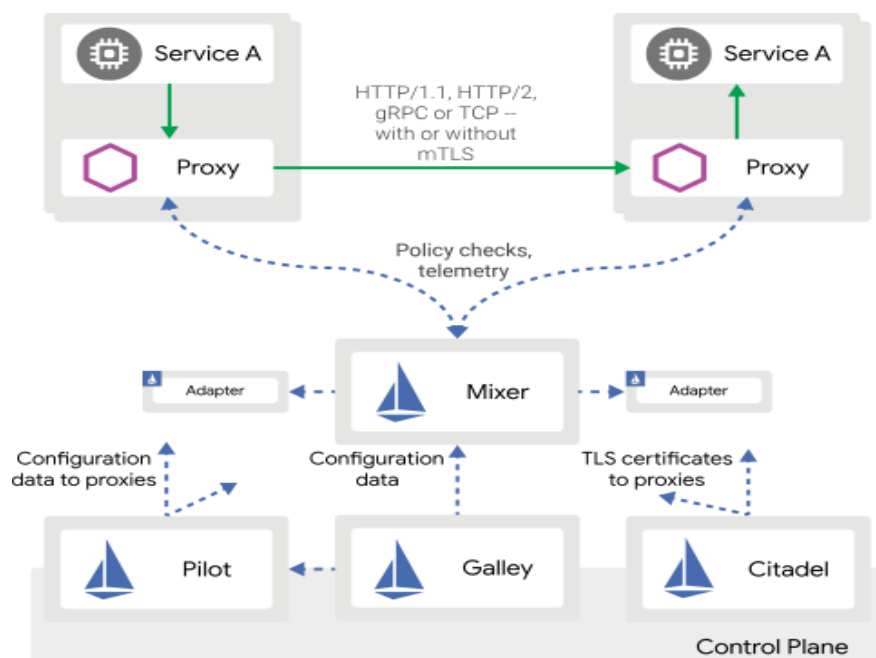 Service A
Service A
HTTP/1.1, HTTP/2,
gRPC or TCP --
with or without
mTLS
Proxy
Proxy
Policy checks,
telemetry
Mixer
Adapter
Adapter
Configuration
data to proxies
Configuration
data
TLS certificates
to proxies
Pilot
Galley
Citadel
Control Plane